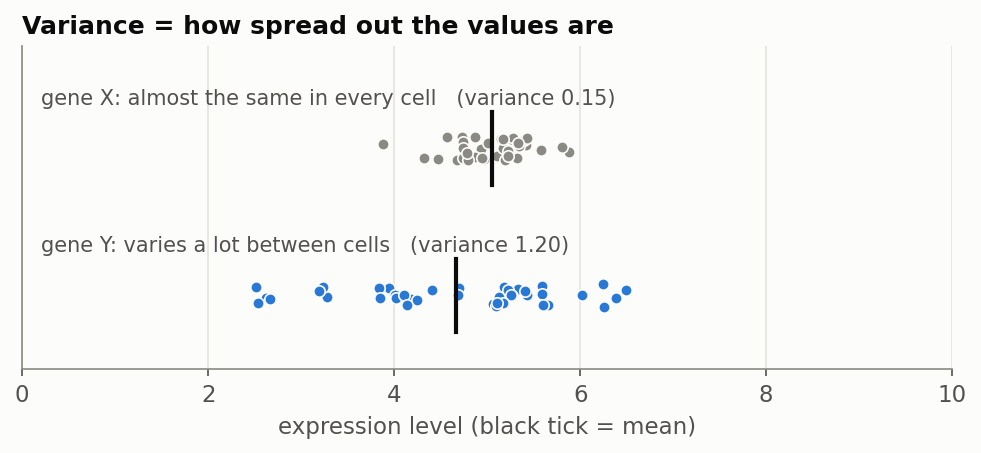 Variance = how spread out the values are
gene X: almost the same in every cell (variance 0.15)
gene Y: varies a lot between cells (variance 1.20)
0 2 4 6 8 10
expression level (black tick = mean)